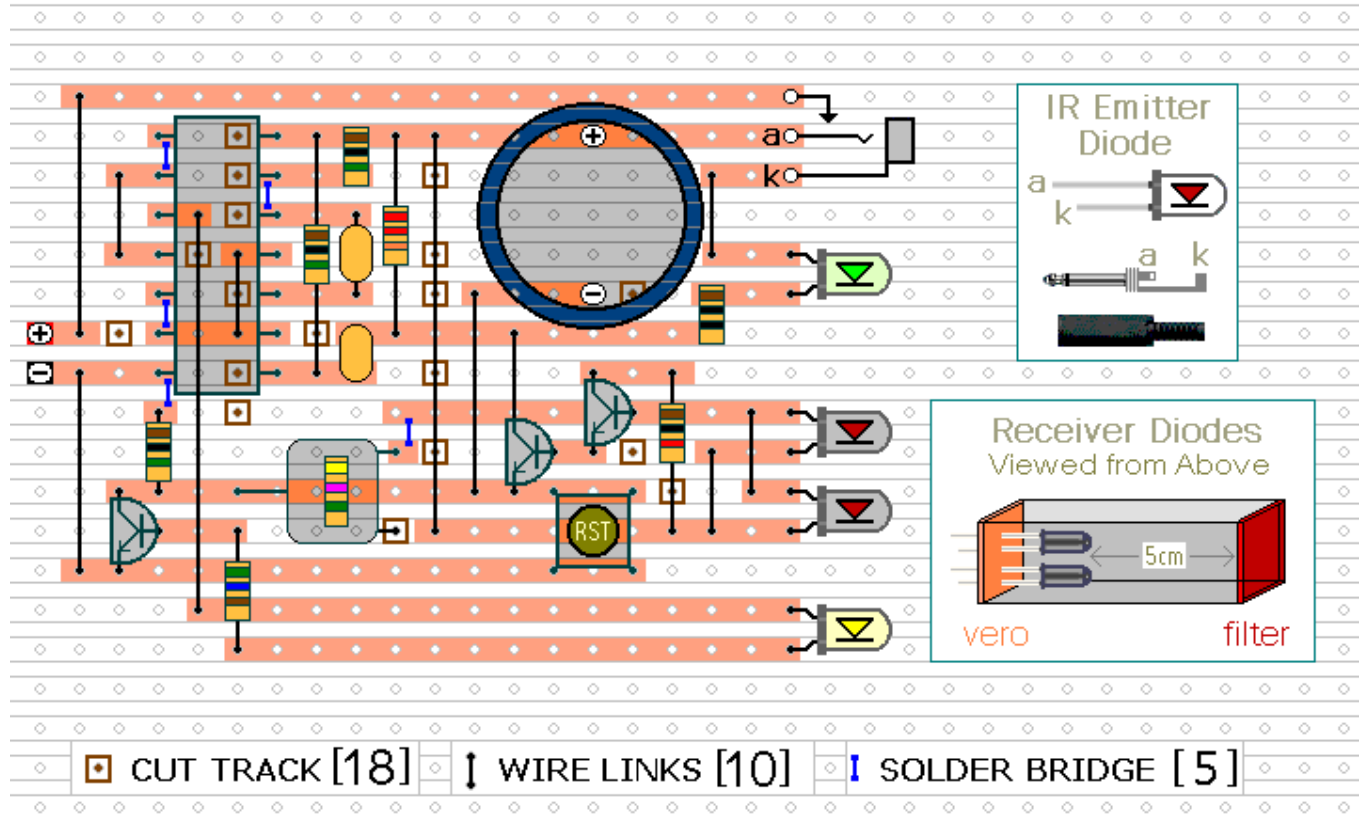 IR Emitter
Diode
a
k
a
k
a
k
+
-
+
-
RST
Receiver Diodes
Viewed from Above
5cm
vero
filter
CUT TRACK [18]
WIRE LINKS [10]
SOLDER BRIDGE [5]